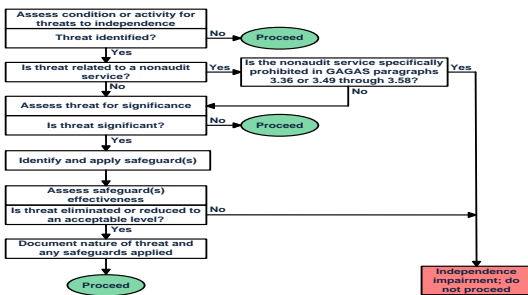 Assess condition or activity for
threats to independence
Threat identified?
No
Proceed
Yes
Is threat related to a nonaudit
service?
Yes
Is the nonaudit service specifically
prohibited in GAGAS paragraphs
3.36 or 3.49 through 3.58?
Yes
No
No
Assess threat for significance
Is threat significant?
No
Proceed
Yes
Identify and apply safeguard(s)
Assess safeguard(s)
effectiveness
Is threat eliminated or reduced to
an acceptable level?
No
Yes
Document nature of threat and
any safeguards applied
Proceed
Independence
impairment; do
not proceed